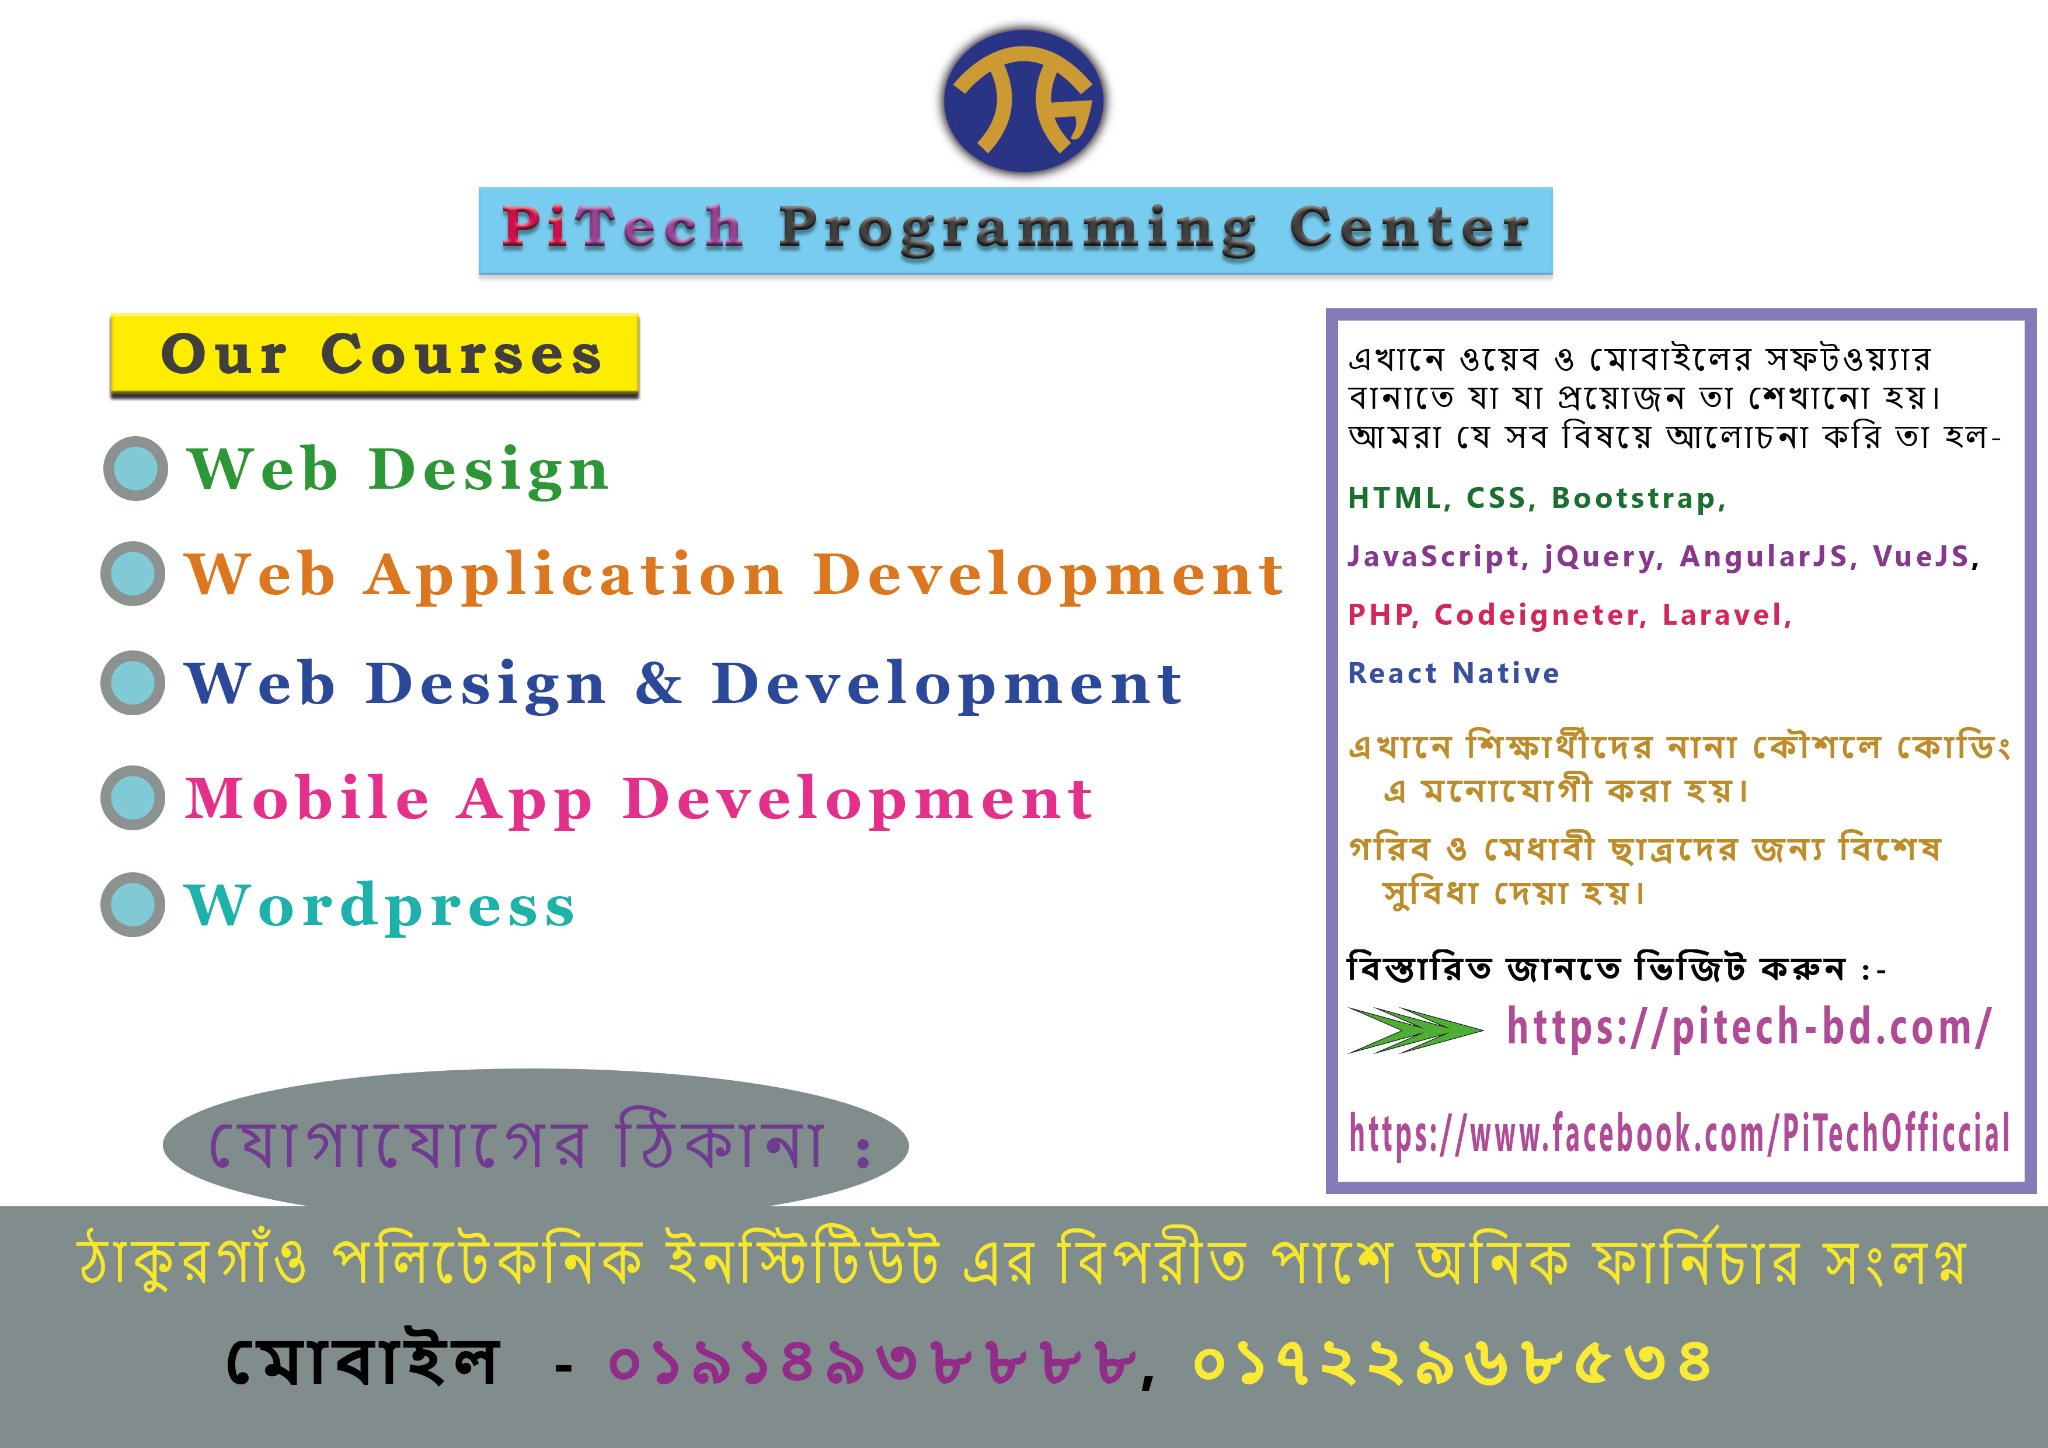 PiTech Programming Center
Our Courses
Web Design
Web Application Development
Web Design & Development
Mobile App Development
Wordpress
এখানে ওয়েব ও মোবাইলের সফটওয়্যার
বানাতে যা যা প্রয়োজন তা শেখানো হয়।
আমরা যে সব বিষয়ে আলোচনা করি তা হল-
HTML, CSS, Bootstrap,
JavaScript, jQuery, AngularJS, VueJS,
PHP, Codeigneter, Laravel,
React Native
এখানে শিক্ষার্থীদের নানা কৌশলে কোডিং
এ মনোযোগী করা হয়।
গরিব ও মেধাবী ছাত্রদের জন্য বিশেষ
সুবিধা দেয়া হয়।
বিস্তারিত জানতে ভিজিট করুন :-
https://pitech-bd.com/
https://www.facebook.com/PiTechOfficcial
যোগাযোগের ঠিকানা :
ঠাকুরগাঁও পলিটেকনিক ইনস্টিটিউট এর বিপরীত পাশে অনিক ফার্নিচার সংলগ্ন
মোবাইল - ০১৯১৪৯৩৮৮৮৮, ০১৭২২৯৬৮৫৩৪